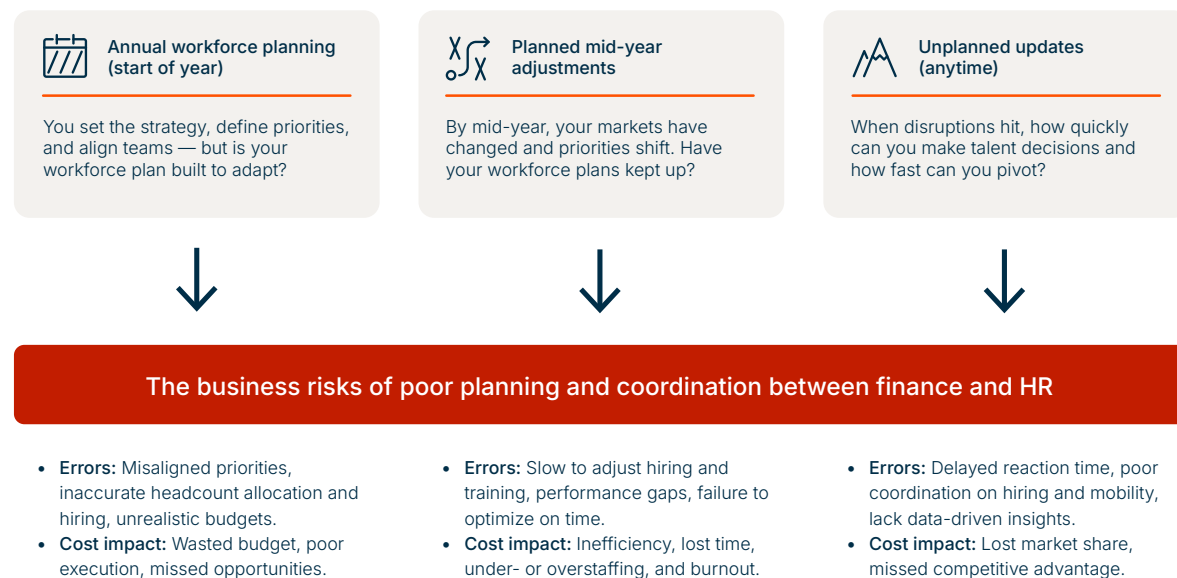 Annual workforce planning
(start of year)
You set the strategy, define priorities,
and align teams — but is your
workforce plan built to adapt?
Planned mid-year
adjustments
By mid-year, your markets have
changed and priorities shift. Have
your workforce plans kept up?
Unplanned updates
(anytime)
When disruptions hit, how quickly
can you make talent decisions and
how fast can you pivot?
The business risks of poor planning and coordination between finance and HR
• Errors: Misaligned priorities,
inaccurate headcount allocation and
hiring, unrealistic budgets.
• Cost impact: Wasted budget, poor
execution, missed opportunities.
• Errors: Slow to adjust hiring and
training, performance gaps, failure to
optimize on time.
• Cost impact: Inefficiency, lost time,
under- or overstaffing, and burnout.
• Errors: Delayed reaction time, poor
coordination on hiring and mobility,
lack data-driven insights.
• Cost impact: Lost market share,
missed competitive advantage.